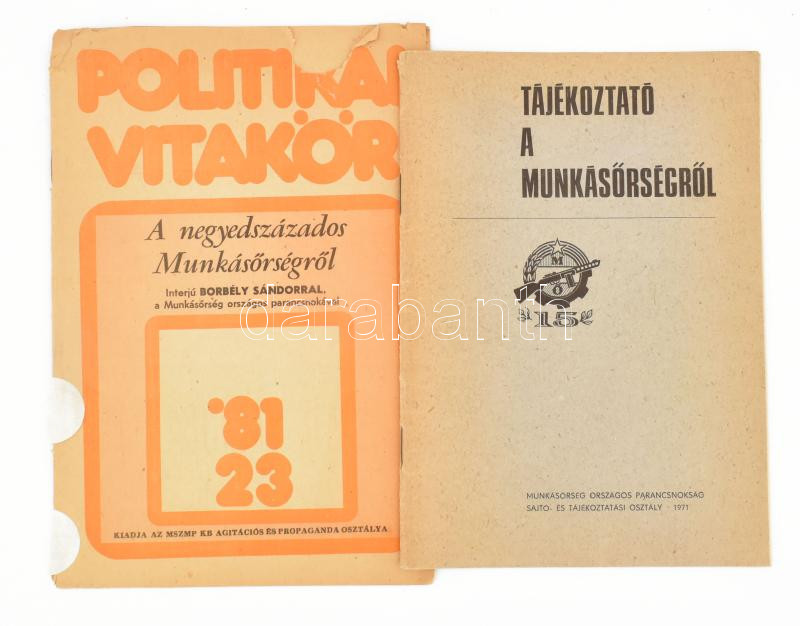 POLITIKAI
VITAKÖR
A negyedszázados
Munkásőrségről
Interjú BORBÉLY SÁNDORRAL,
a Munkásőrség országos parancsnokával
'81
23
KIADJA AZ MSZMP KB AGITÁCIÓS ÉS PROPAGANDA OSZTÁLYA
TÁJÉKOZTATÓ
A
MUNKÁSŐRSÉGRŐL
M
Ő
15
MUNKÁSŐRSÉG ORSZÁGOS PARANCSNOKSÁG
SAJTÓ- ÉS TÁJÉKOZTATÁSI OSZTÁLY · 1971
darabanth